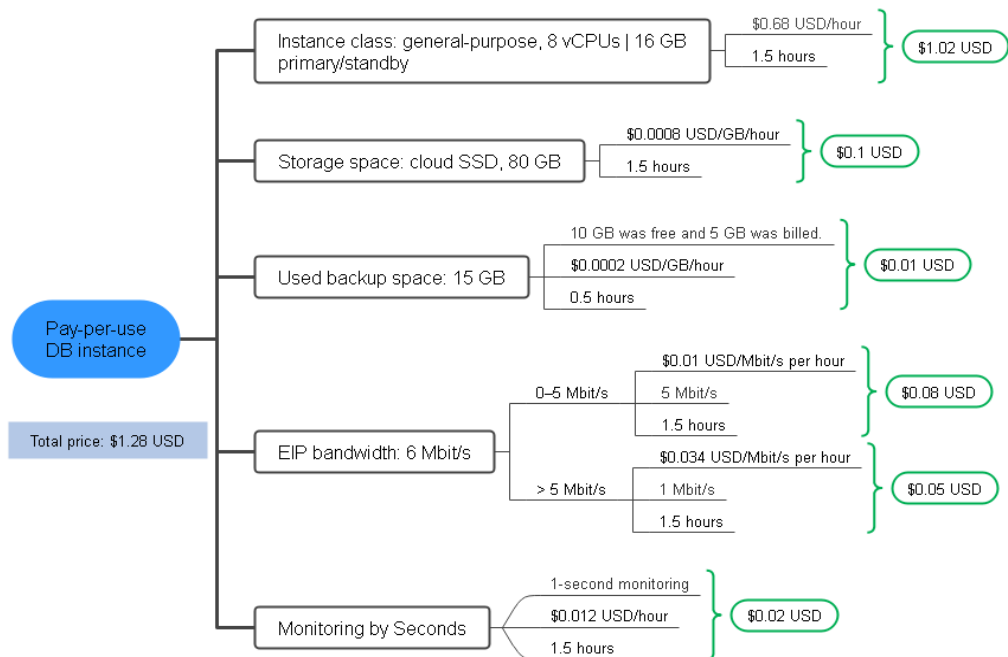 Pay-per-use
DB instance
Total price: $1.28 USD
Instance class: general-purpose, 8 vCPUs | 16 GB
primary/standby
$0.68 USD/hour
1.5 hours
$1.02 USD
Storage space: cloud SSD, 80 GB
$0.0008 USD/GB/hour
1.5 hours
$0.1 USD
Used backup space: 15 GB
10 GB was free and 5 GB was billed.
$0.0002 USD/GB/hour
0.5 hours
$0.01 USD
EIP bandwidth: 6 Mbit/s
0–5 Mbit/s
$0.01 USD/Mbit/s per hour
5 Mbit/s
1.5 hours
$0.08 USD
> 5 Mbit/s
$0.034 USD/Mbit/s per hour
1 Mbit/s
1.5 hours
$0.05 USD
Monitoring by Seconds
1-second monitoring
$0.012 USD/hour
1.5 hours
$0.02 USD